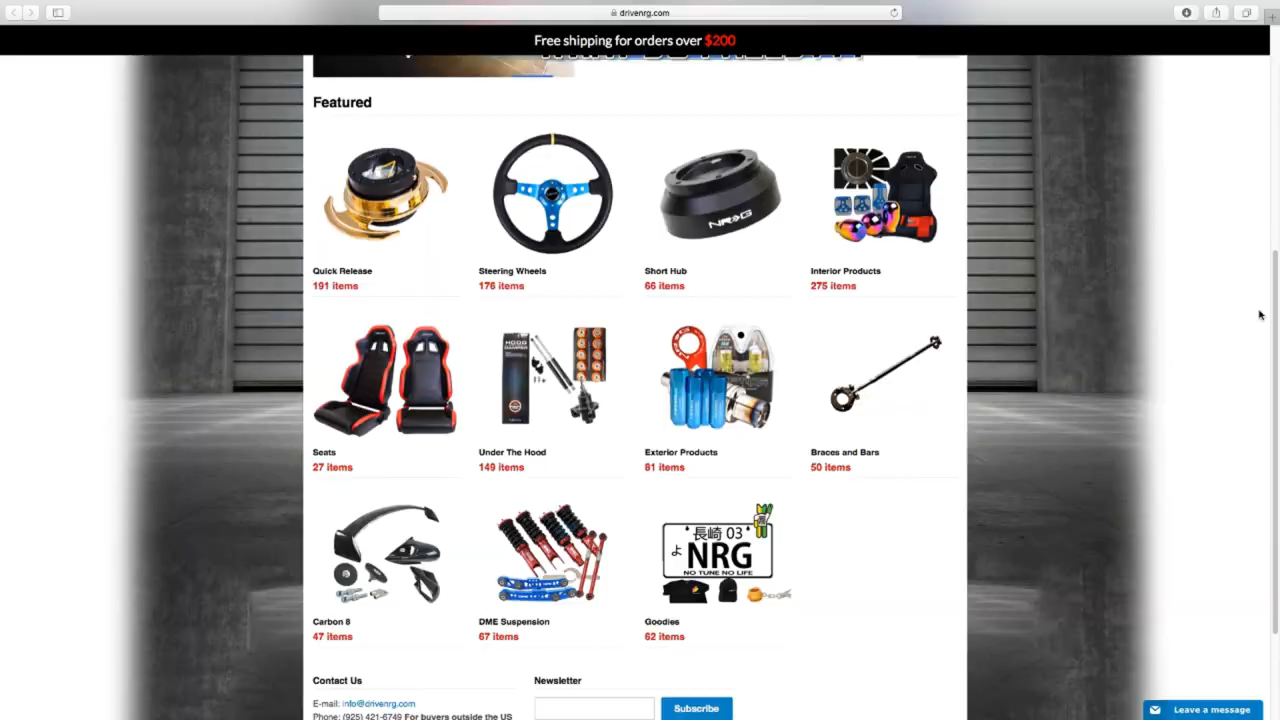 drivenrg.com
Free shipping for orders over $200
Featured
NRG
Quick Release
191 items
Steering Wheels
176 items
Short Hub
66 items
Interior Products
275 items
HOOD
DAMPER
Seats
27 items
Under The Hood
149 items
Exterior Products
81 items
Braces and Bars
50 items
長崎 03
よ NRG
NO TUNE NO LIFE
Carbon 8
47 items
DME Suspension
67 items
Goodies
62 items
Contact Us
E-mail: info@drivenrg.com
Phone: (925) 421-6749 For buyers outside the US
Newsletter
Subscribe
Leave a message